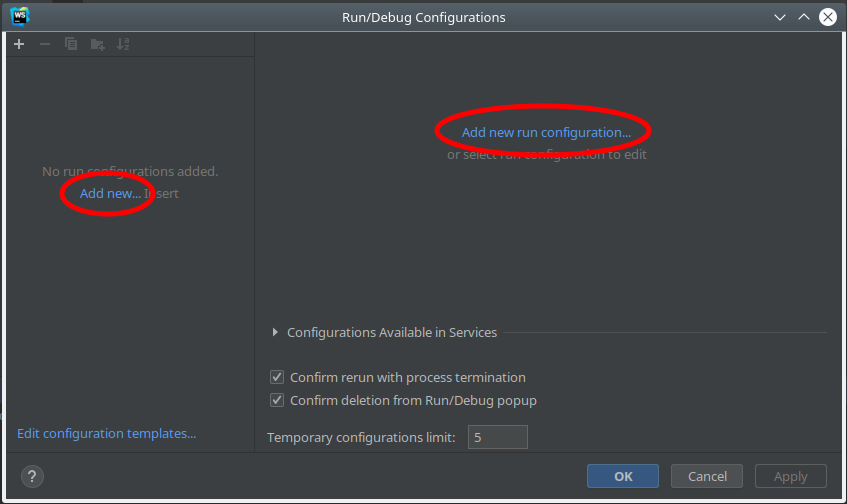 WS
Run/Debug Configurations
No run configurations added.
Add new... Insert
Add new run configuration...
or select run configuration to edit
Configurations Available in Services
Confirm rerun with process termination
Confirm deletion from Run/Debug popup
Edit configuration templates...
Temporary configurations limit: 5
?
OK Cancel Apply